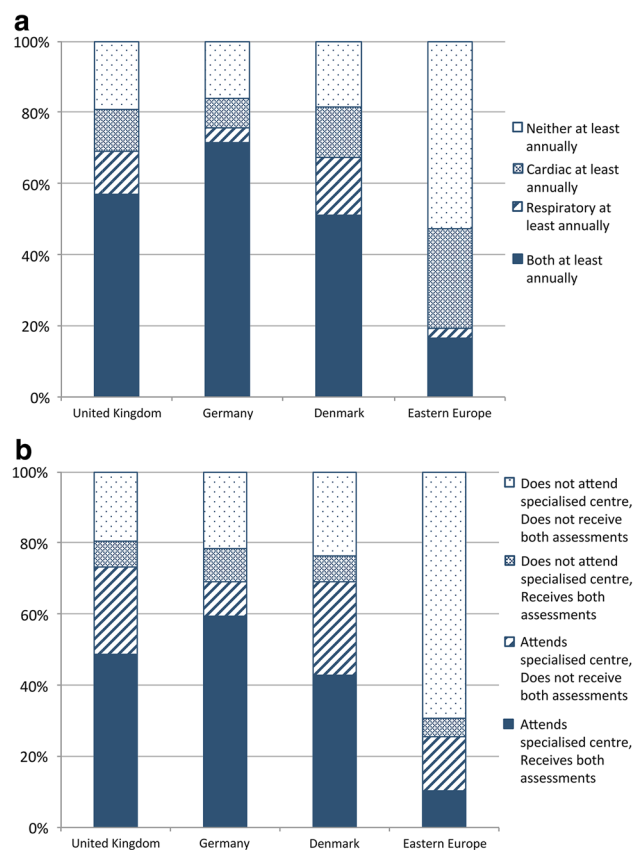 a
100%
80%
60%
40%
20%
0%
United Kingdom
Germany
Denmark
Eastern Europe
Neither at least
annually
Cardiac at least
annually
Respiratory at
least annually
Both at least
annually
b
100%
80%
60%
40%
20%
0%
United Kingdom
Germany
Denmark
Eastern Europe
Does not attend
specialised centre,
Does not receive
both assessments
Does not attend
specialised centre,
Receives both
assessments
Attends
specialised centre,
Does not receive
both assessments
Attends
specialised centre,
Receives both
assessments